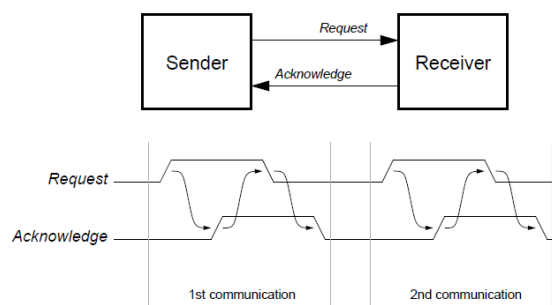 Request
Sender
Receiver
Acknowledge
Request
Acknowledge
1st communication
2nd communication